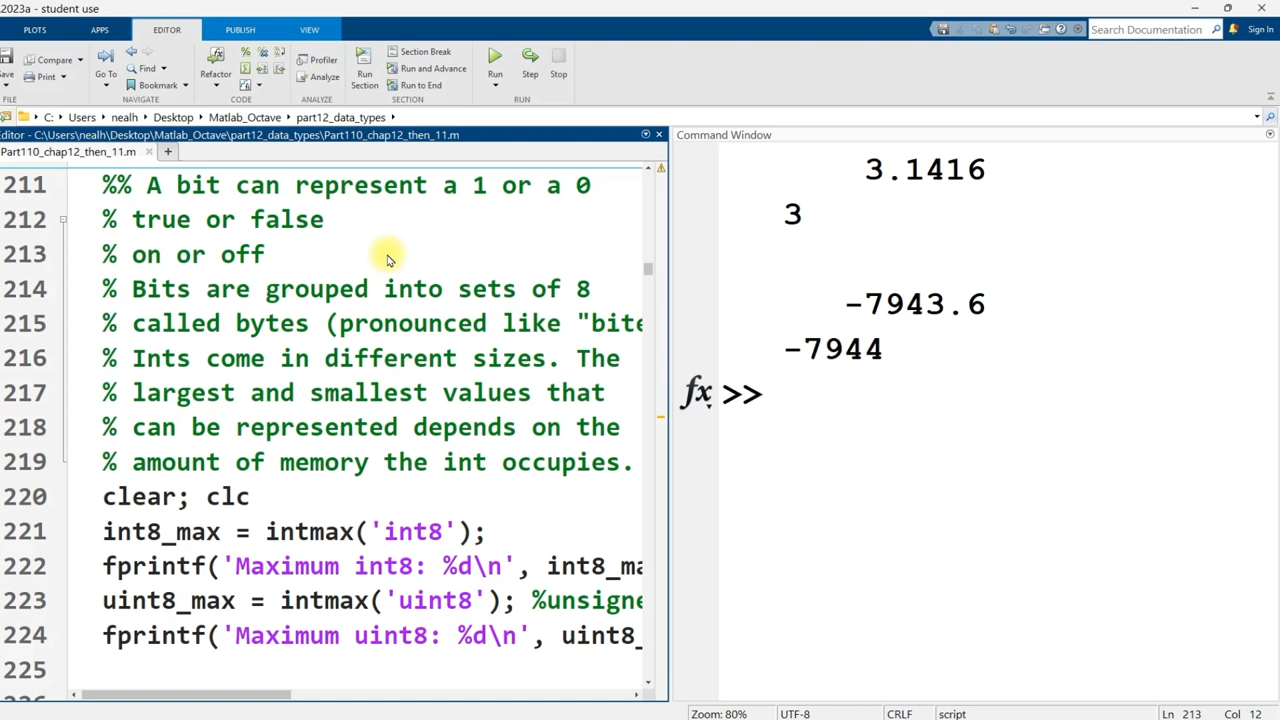 2023a - student use
PLOTS APPS EDITOR PUBLISH VIEW
Search Documentation Sign In
Save Compare Print
Go To Find Bookmark
Refactor
Profiler Analyze
Run Section
Section Break
Run and Advance
Run to End
Run Step Stop
FILE NAVIGATE CODE ANALYZE SECTION RUN
C: Users nealh Desktop Matlab_Octave part12_data_types
Editor - C:\Users\nealh\Desktop\Matlab_Octave\part12_data_types\Part110_chap12_then_11.m
Part110_chap12_then_11.m
211 %% A bit can represent a 1 or a 0
212 % true or false
213 % on or off
214 % Bits are grouped into sets of 8
215 % called bytes (pronounced like "bite
216 % Ints come in different sizes. The
217 % largest and smallest values that
218 % can be represented depends on the
219 % amount of memory the int occupies.
220 clear; clc
221 int8_max = intmax('int8');
222 fprintf('Maximum int8: %d\n', int8_ma
223 uint8_max = intmax('uint8'); %unsigne
224 fprintf('Maximum uint8: %d\n', uint8_
225
Command Window
3.1416
3
-7943.6
-7944
fx >>
Zoom: 80% UTF-8 CRLF script Ln 213 Col 12